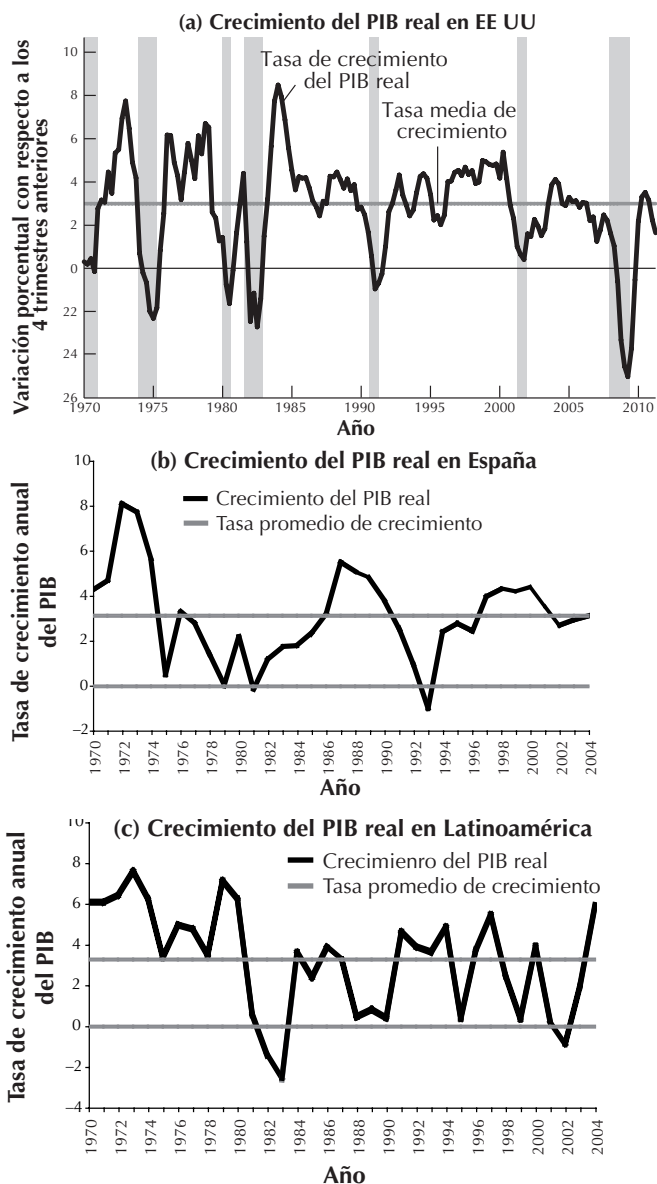 (a) Crecimiento del PIB real en EE UU
Variación porcentual con respecto a los
4 trimestres anteriores
10
8
6
4
2
0
22
24
26
Tasa de crecimiento
del PIB real
Tasa media de
crecimiento
1970 1975 1980 1985 1990 1995 2000 2005 2010
Año
(b) Crecimiento del PIB real en España
Tasa de crecimiento anual
del PIB
10
8
6
4
2
0
–2
Crecimiento del PIB real
Tasa promedio de crecimiento
1970 1972 1974 1976 1978 1980 1982 1984 1986 1988 1990 1992 1994 1996 1998 2000 2002 2004
Año
(c) Crecimiento del PIB real en Latinoamérica
Tasa de crecimiento anual
del PIB
10
8
6
4
2
0
–2
–4
Crecimienro del PIB real
Tasa promedio de crecimiento
1970 1972 1974 1976 1978 1980 1982 1984 1986 1988 1990 1992 1994 1996 1998 2000 2002 2004
Año